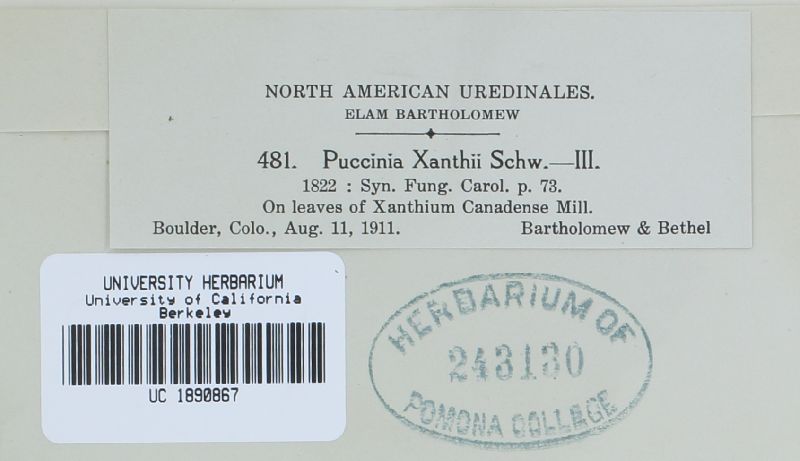 NORTH AMERICAN UREDINALES.
ELAM BARTHOLOMEW
481. Puccinia Xanthii Schw.—III.
1822 : Syn. Fung. Carol. p. 73.
On leaves of Xanthium Canadense Mill.
Boulder, Colo., Aug. 11, 1911. Bartholomew & Bethel
UNIVERSITY HERBARIUM
University of California
Berkeley
UC 1890867
HERBARIUM OF
243130
POMONA COLLEGE